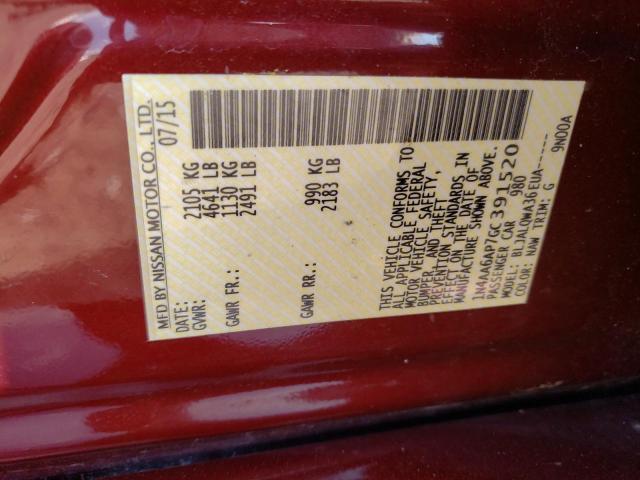 MFD BY NISSAN MOTOR CO., LTD.
DATE: 07/15
GVWR: 2105 KG
4641 LB
GAWR FR.: 1130 KG
2491 LB
GAWR RR.: 990 KG
2183 LB
THIS VEHICLE CONFORMS TO
ALL APPLICABLE FEDERAL
MOTOR VEHICLE SAFETY,
BUMPER, AND THEFT
PREVENTION STANDARDS IN
EFFECT ON THE DATE OF
MANUFACTURE SHOWN ABOVE.
1N4AA6AP7GC391520
PASSENGER CAR 980
MODEL: BL1JALOWA36EUA------
COLOR: NAW TRIM: G 9N00A